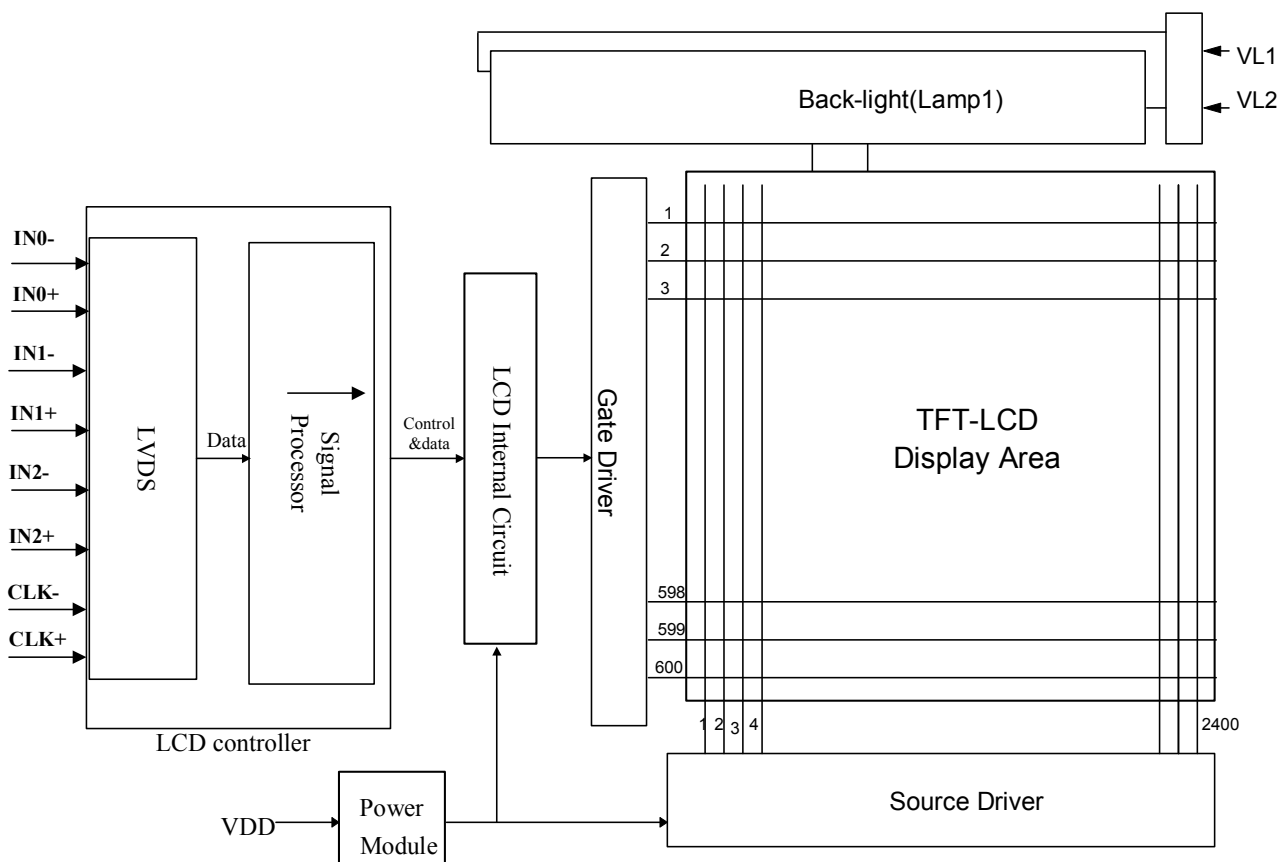 VL1
Back-light(Lamp1)
VL2
IN0-
IN0+
IN1-
IN1+
IN2-
IN2+
CLK-
CLK+
LVDS
Data
Signal
Processor
LCD controller
Control
&data
LCD Internal Circuit
Gate Driver
1
2
3
TFT-LCD
Display Area
598
599
600
1 2 3 4 2400
Source Driver
VDD
Power
Module